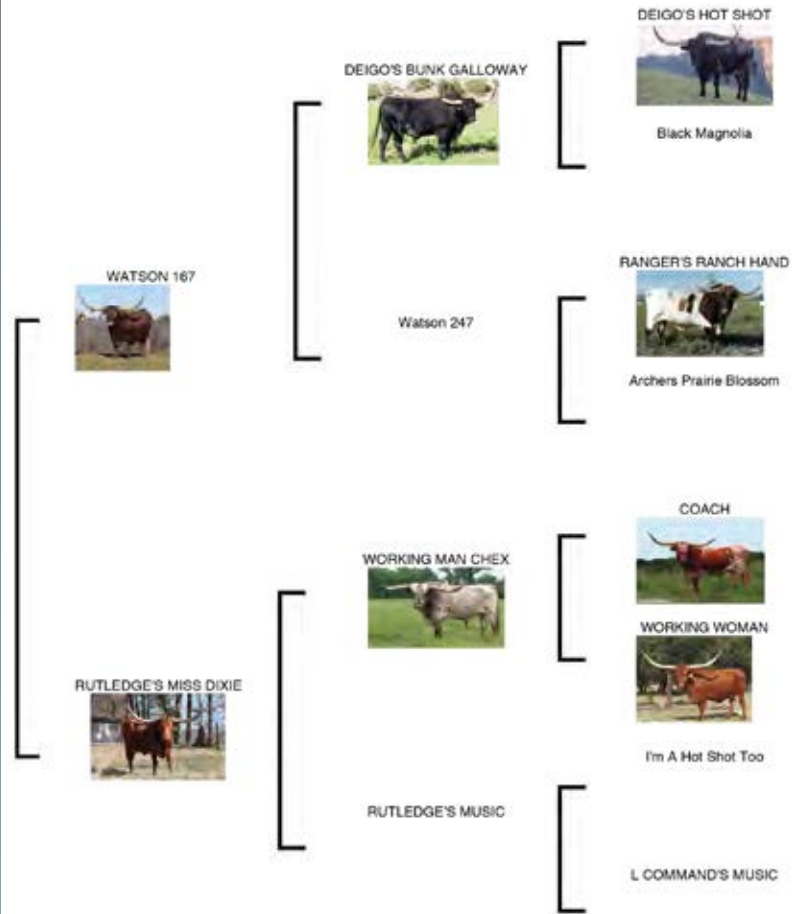 DEIGO'S HOT SHOT
DEIGO'S BUNK GALLOWAY
Black Magnolia
WATSON 167
RANGER'S RANCH HAND
Watson 247
Archers Prairie Blossom
COACH
WORKING MAN CHEX
WORKING WOMAN
RUTLEDGE'S MISS DIXIE
I'm A Hot Shot Too
RUTLEDGE'S MUSIC
L COMMAND'S MUSIC